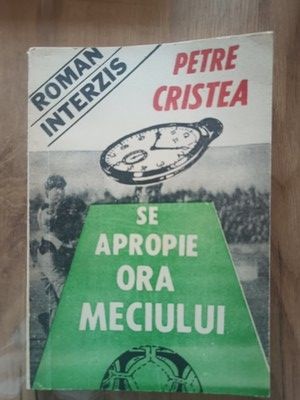 ROMAN
INTERZIS
PETRE
CRISTEA
SE
APROPIE
ORA
MECIULUI